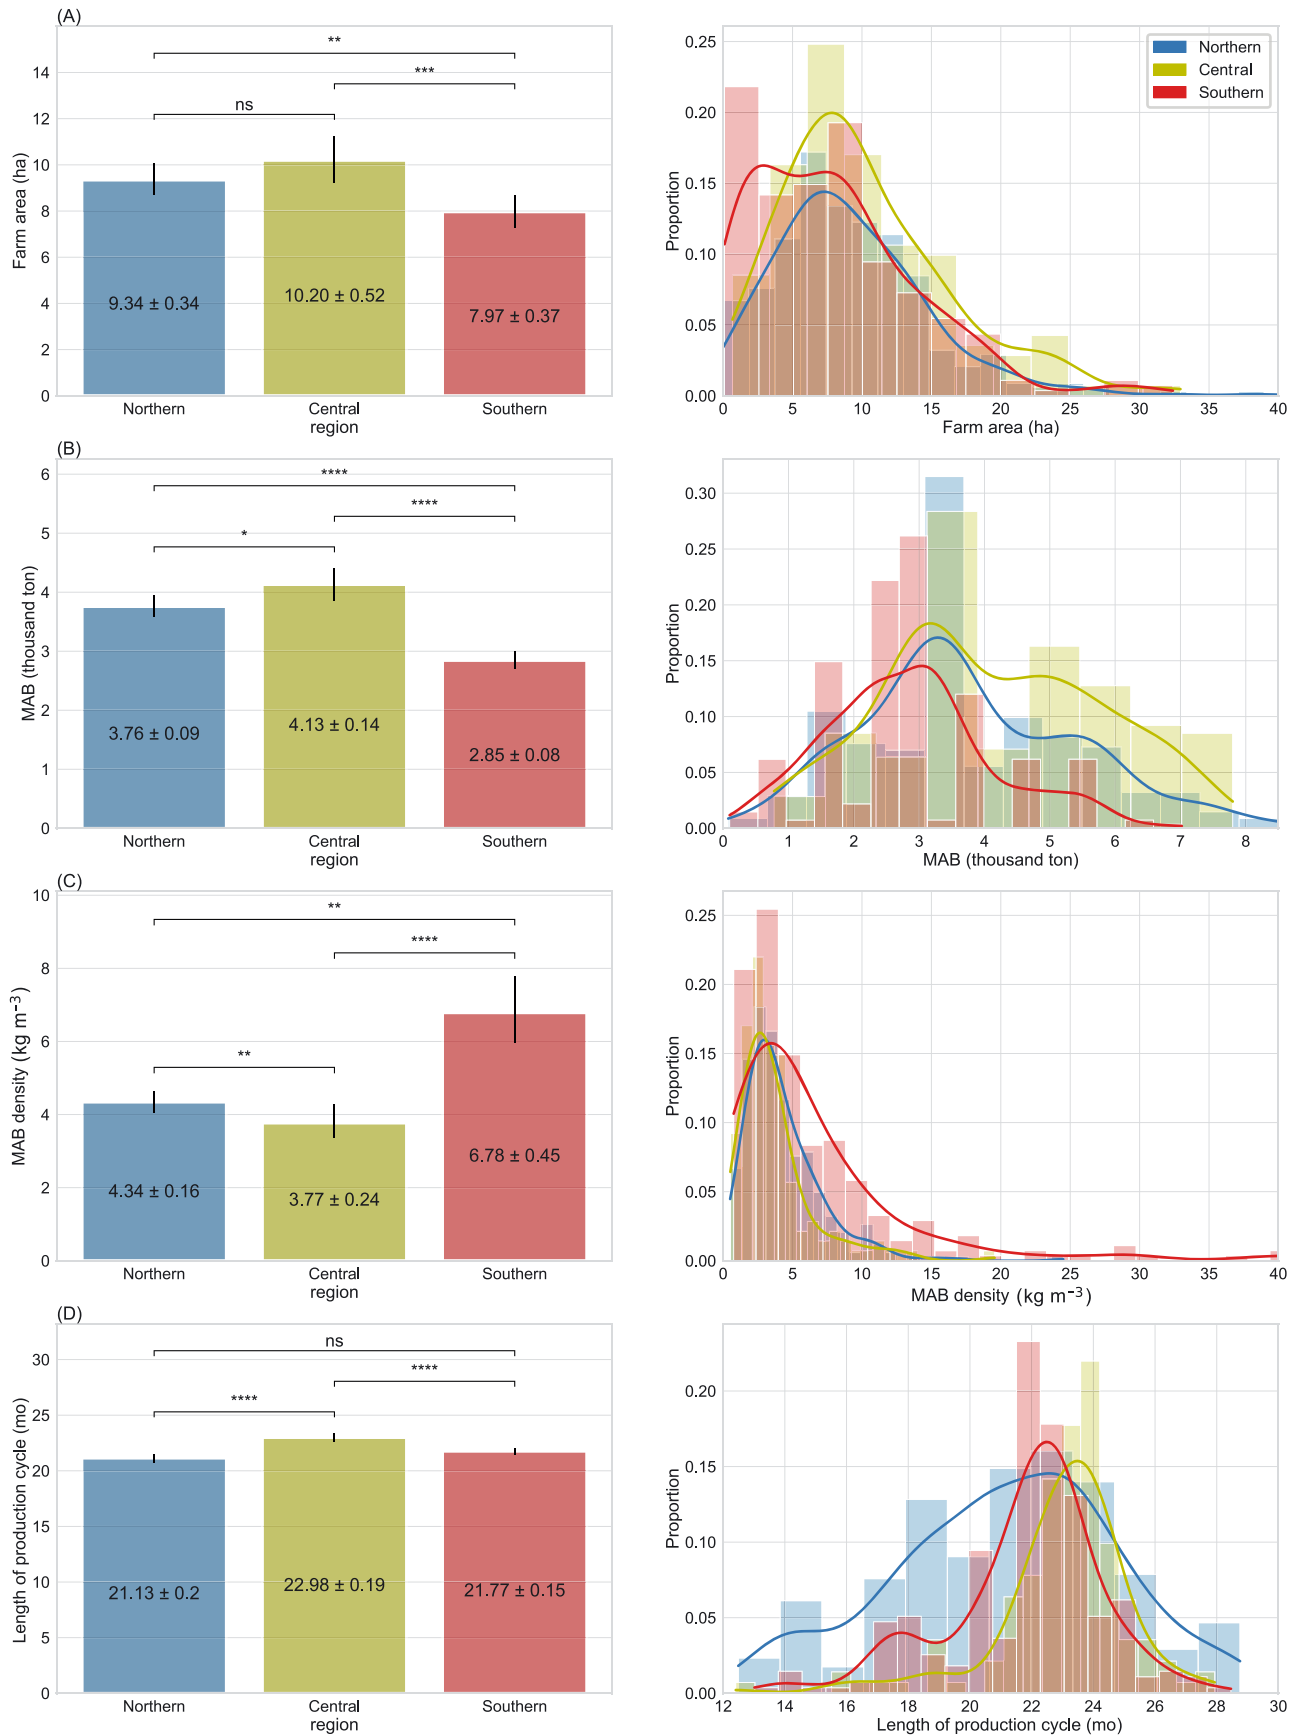 (A)
Farm area (ha)
14
12
10
8
6
4
2
0
**
***
ns
9.34 ± 0.34
10.20 ± 0.52
7.97 ± 0.37
Northern
Central
Southern
region
Proportion
0.25
0.20
0.15
0.10
0.05
0.00
Northern
Central
Southern
0 5 10 15 20 25 30 35 40
Farm area (ha)
(B)
MAB (thousand ton)
6
5
4
3
2
1
0
****
****
*
3.76 ± 0.09
4.13 ± 0.14
2.85 ± 0.08
Northern
Central
Southern
region
Proportion
0.30
0.25
0.20
0.15
0.10
0.05
0.00
0 1 2 3 4 5 6 7 8
MAB (thousand ton)
(C)
MAB density (kg m⁻³)
10
8
6
4
2
0
**
****
**
4.34 ± 0.16
3.77 ± 0.24
6.78 ± 0.45
Northern
Central
Southern
region
Proportion
0.25
0.20
0.15
0.10
0.05
0.00
0 5 10 15 20 25 30 35 40
MAB density (kg m⁻³)
(D)
Length of production cycle (mo)
30
25
20
15
10
5
0
ns
****
****
21.13 ± 0.2
22.98 ± 0.19
21.77 ± 0.15
Northern
Central
Southern
region
Proportion
0.20
0.15
0.10
0.05
0.00
12 14 16 18 20 22 24 26 28 30
Length of production cycle (mo)